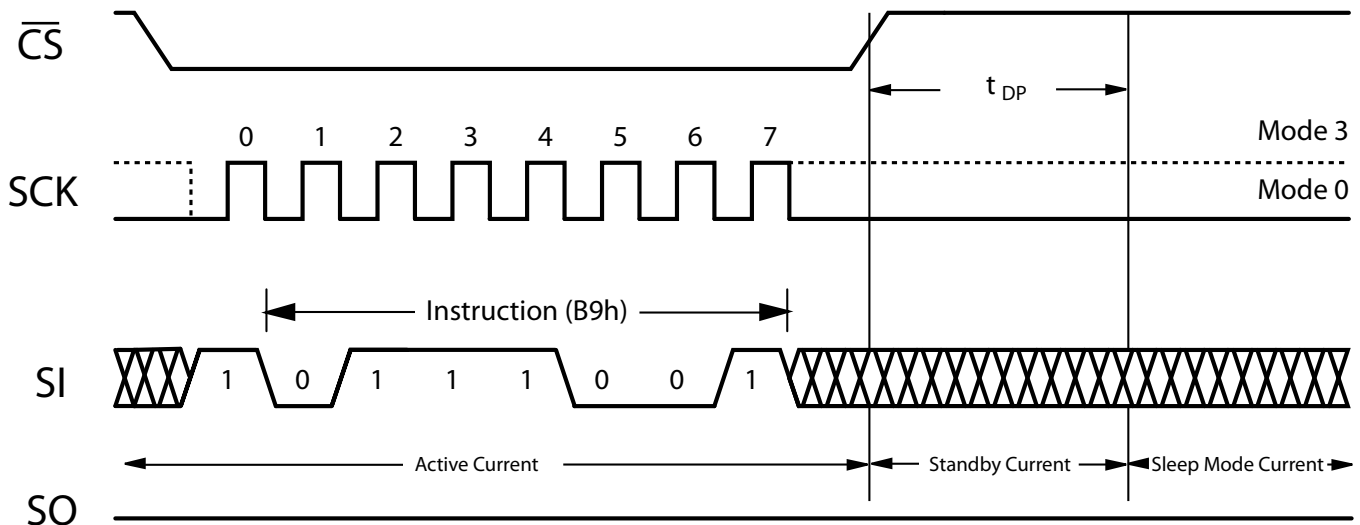 CS
t DP
0 1 2 3 4 5 6 7
Mode 3
SCK
Mode 0
Instruction (B9h)
SI
1 0 1 1 1 0 0 1
Active Current
Standby Current
Sleep Mode Current
SO